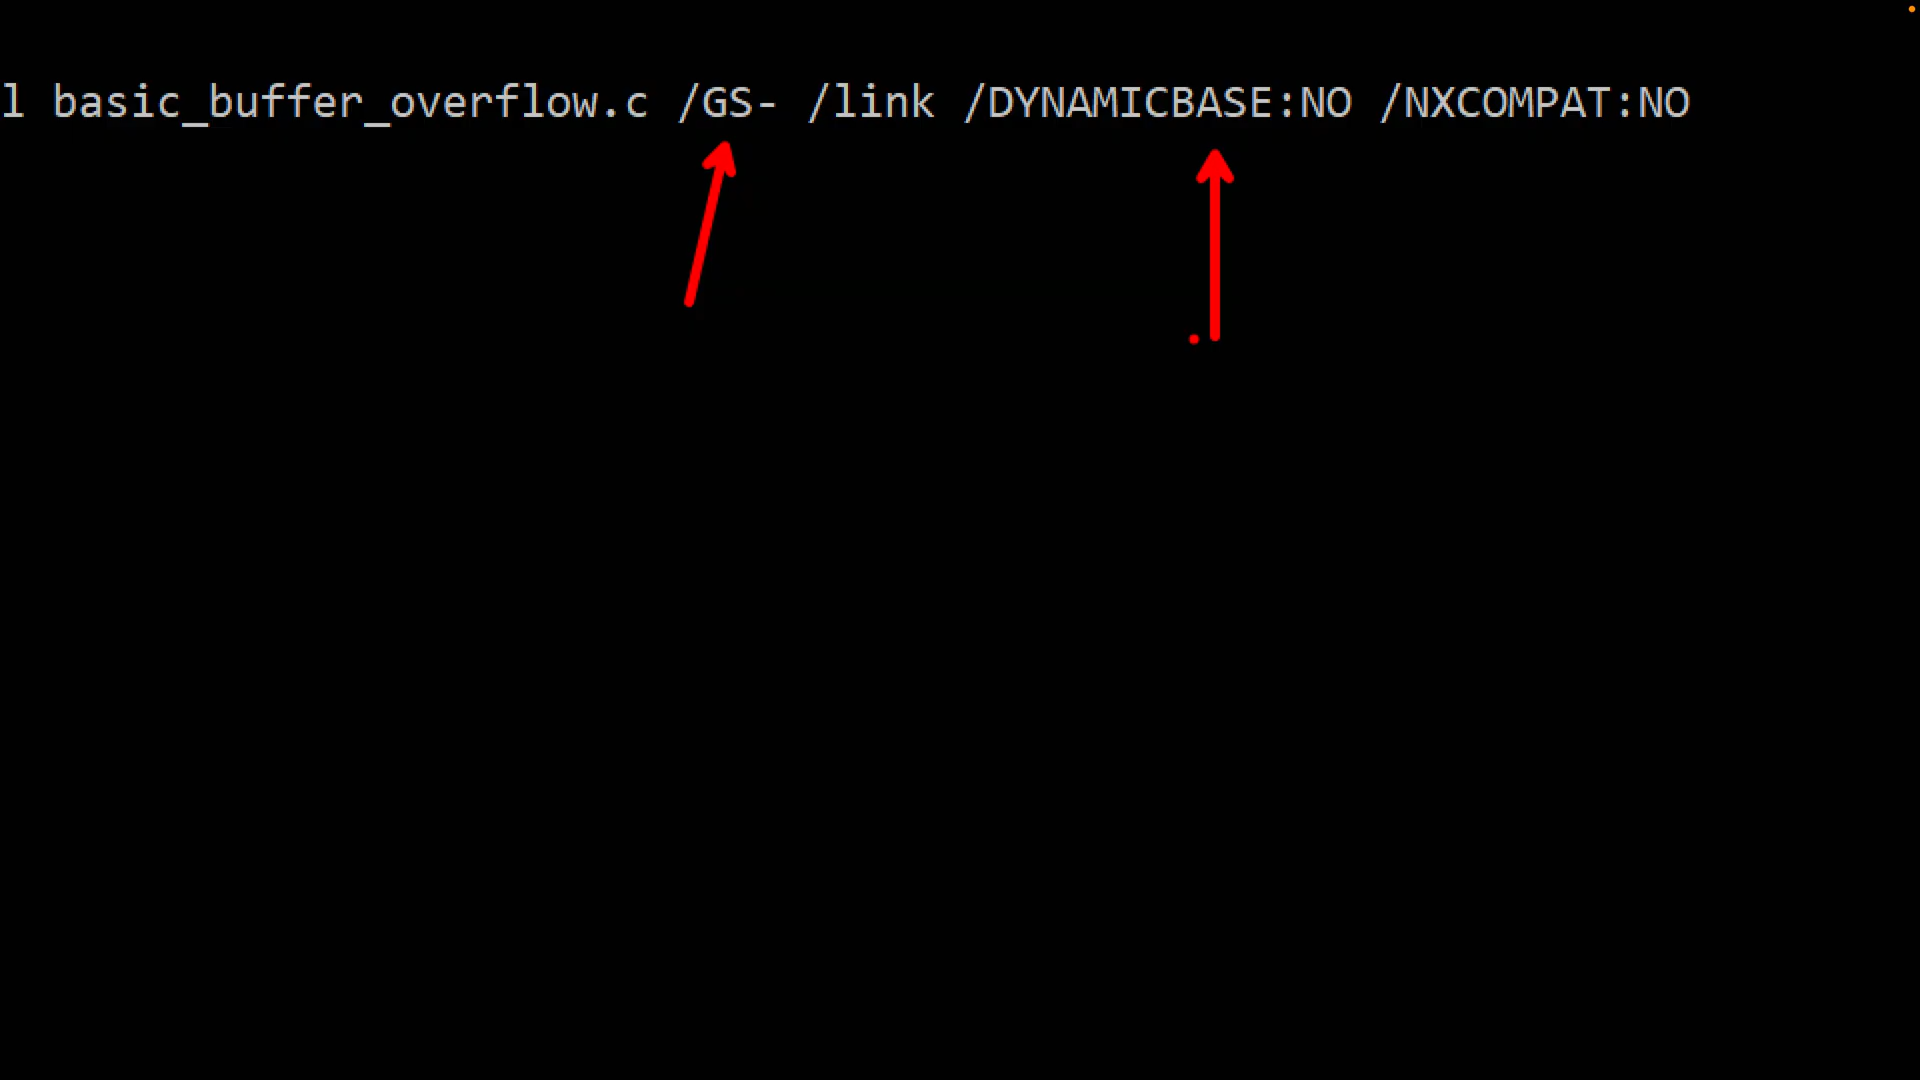 l basic_buffer_overflow.c /GS- /link /DYNAMICBASE:NO /NXCOMPAT:NO